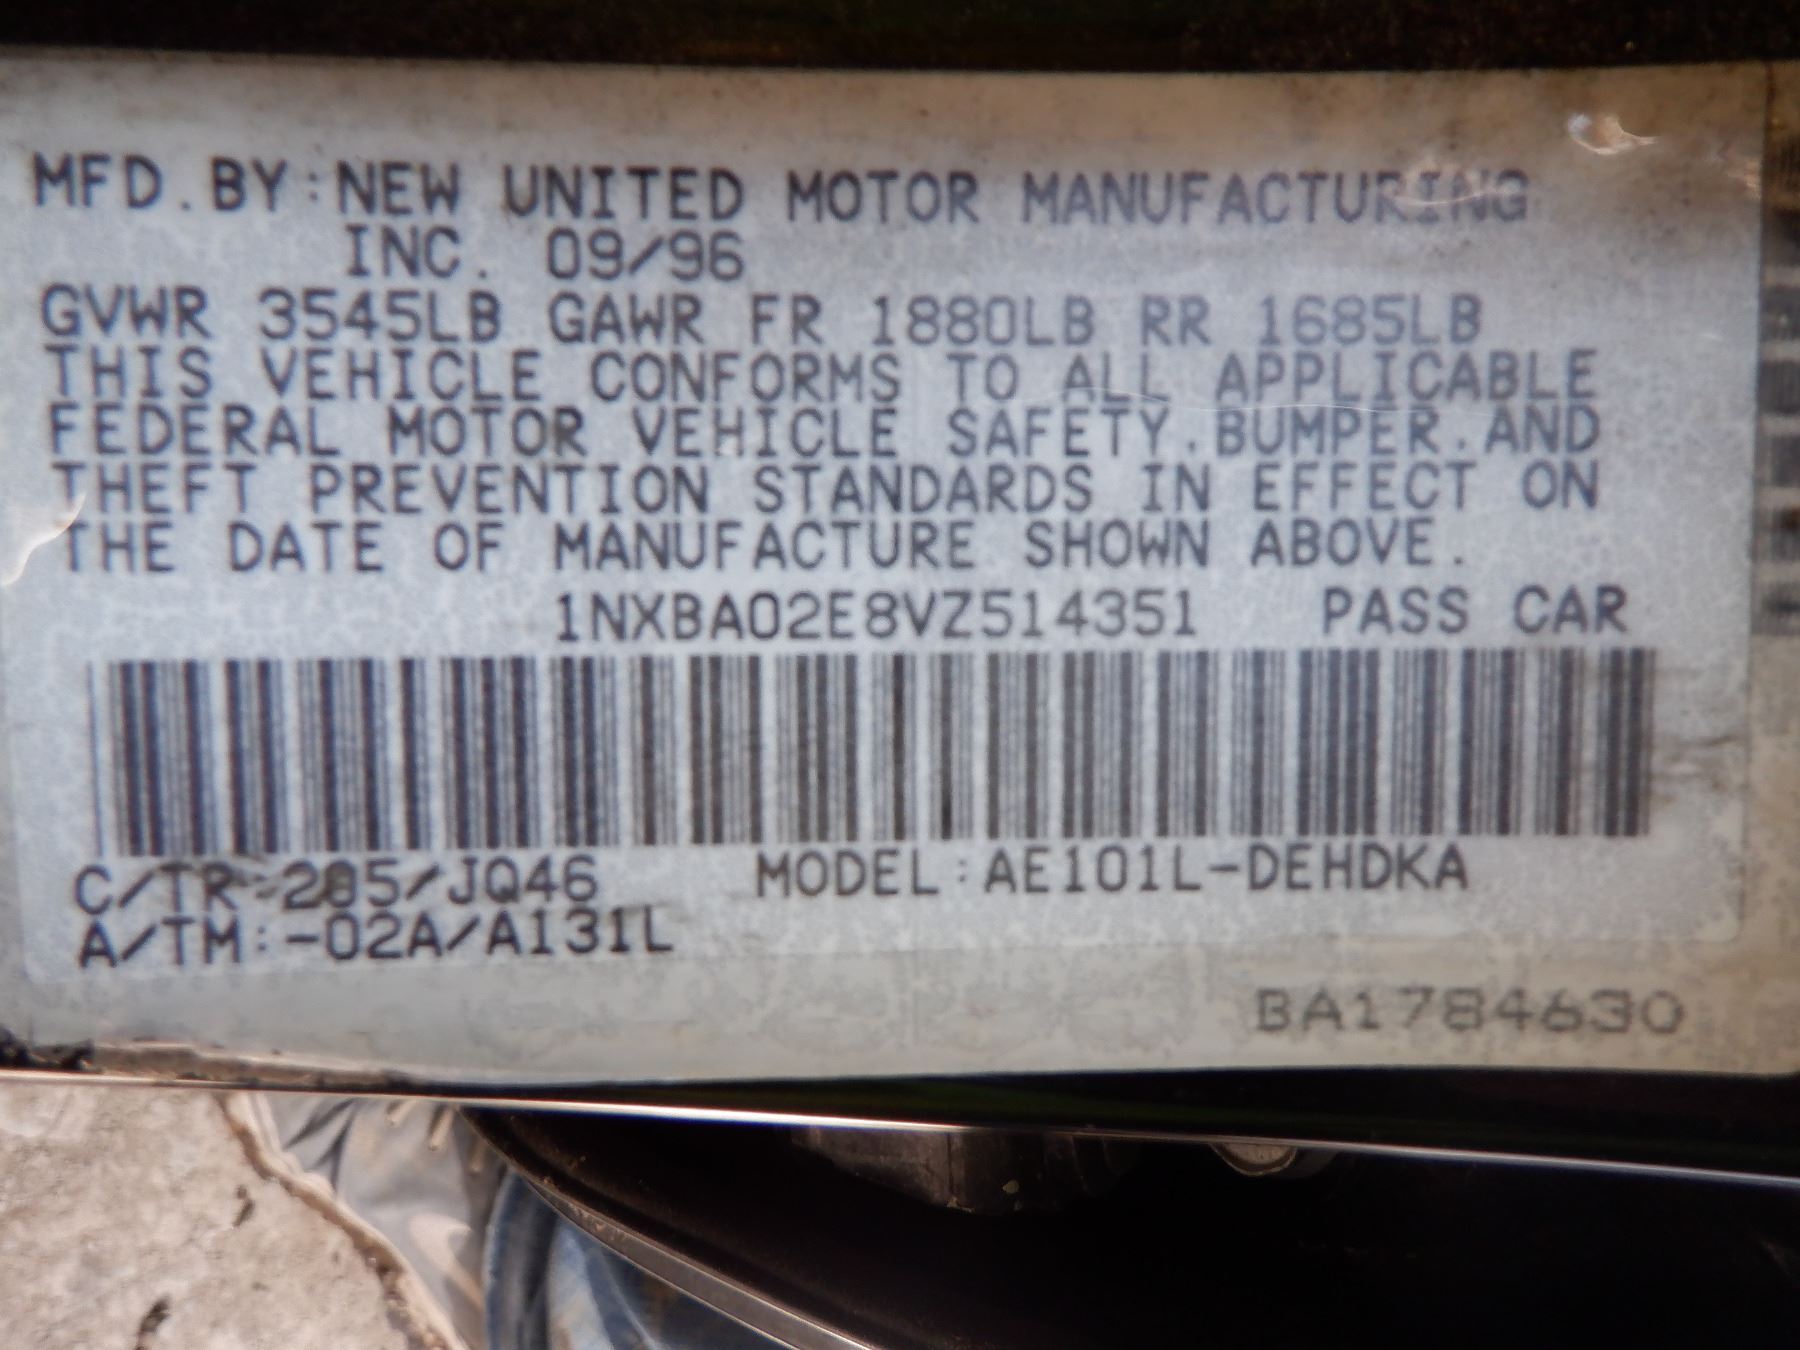 MFD.BY:NEW UNITED MOTOR MANUFACTURING
INC. 09/96
GVWR 3545LB GAWR FR 1880LB RR 1685LB
THIS VEHICLE CONFORMS TO ALL APPLICABLE
FEDERAL MOTOR VEHICLE SAFETY.BUMPER.AND
THEFT PREVENTION STANDARDS IN EFFECT ON
THE DATE OF MANUFACTURE SHOWN ABOVE.
1NXBA02E8VZ514351 PASS CAR
C/TR:205/JQ46 MODEL:AE101L-DEHDKA
A/TM:-02A/A131L
BA1784630